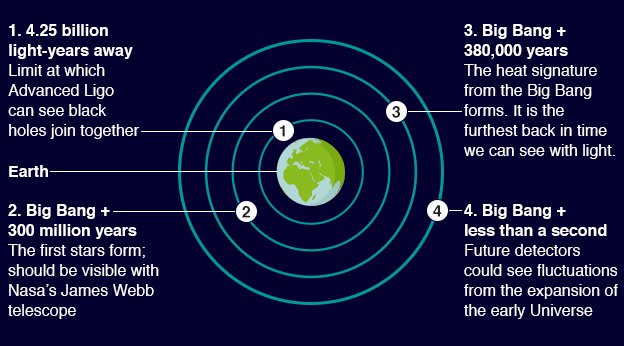 1. 4.25 billion
light-years away
Limit at which
Advanced Ligo
can see black
holes join together
Earth
2. Big Bang +
300 million years
The first stars form;
should be visible with
Nasa's James Webb
telescope
1
2
3
4
3. Big Bang +
380,000 years
The heat signature
from the Big Bang
forms. It is the
furthest back in time
we can see with light.
4. Big Bang +
less than a second
Future detectors
could see fluctuations
from the expansion of
the early Universe